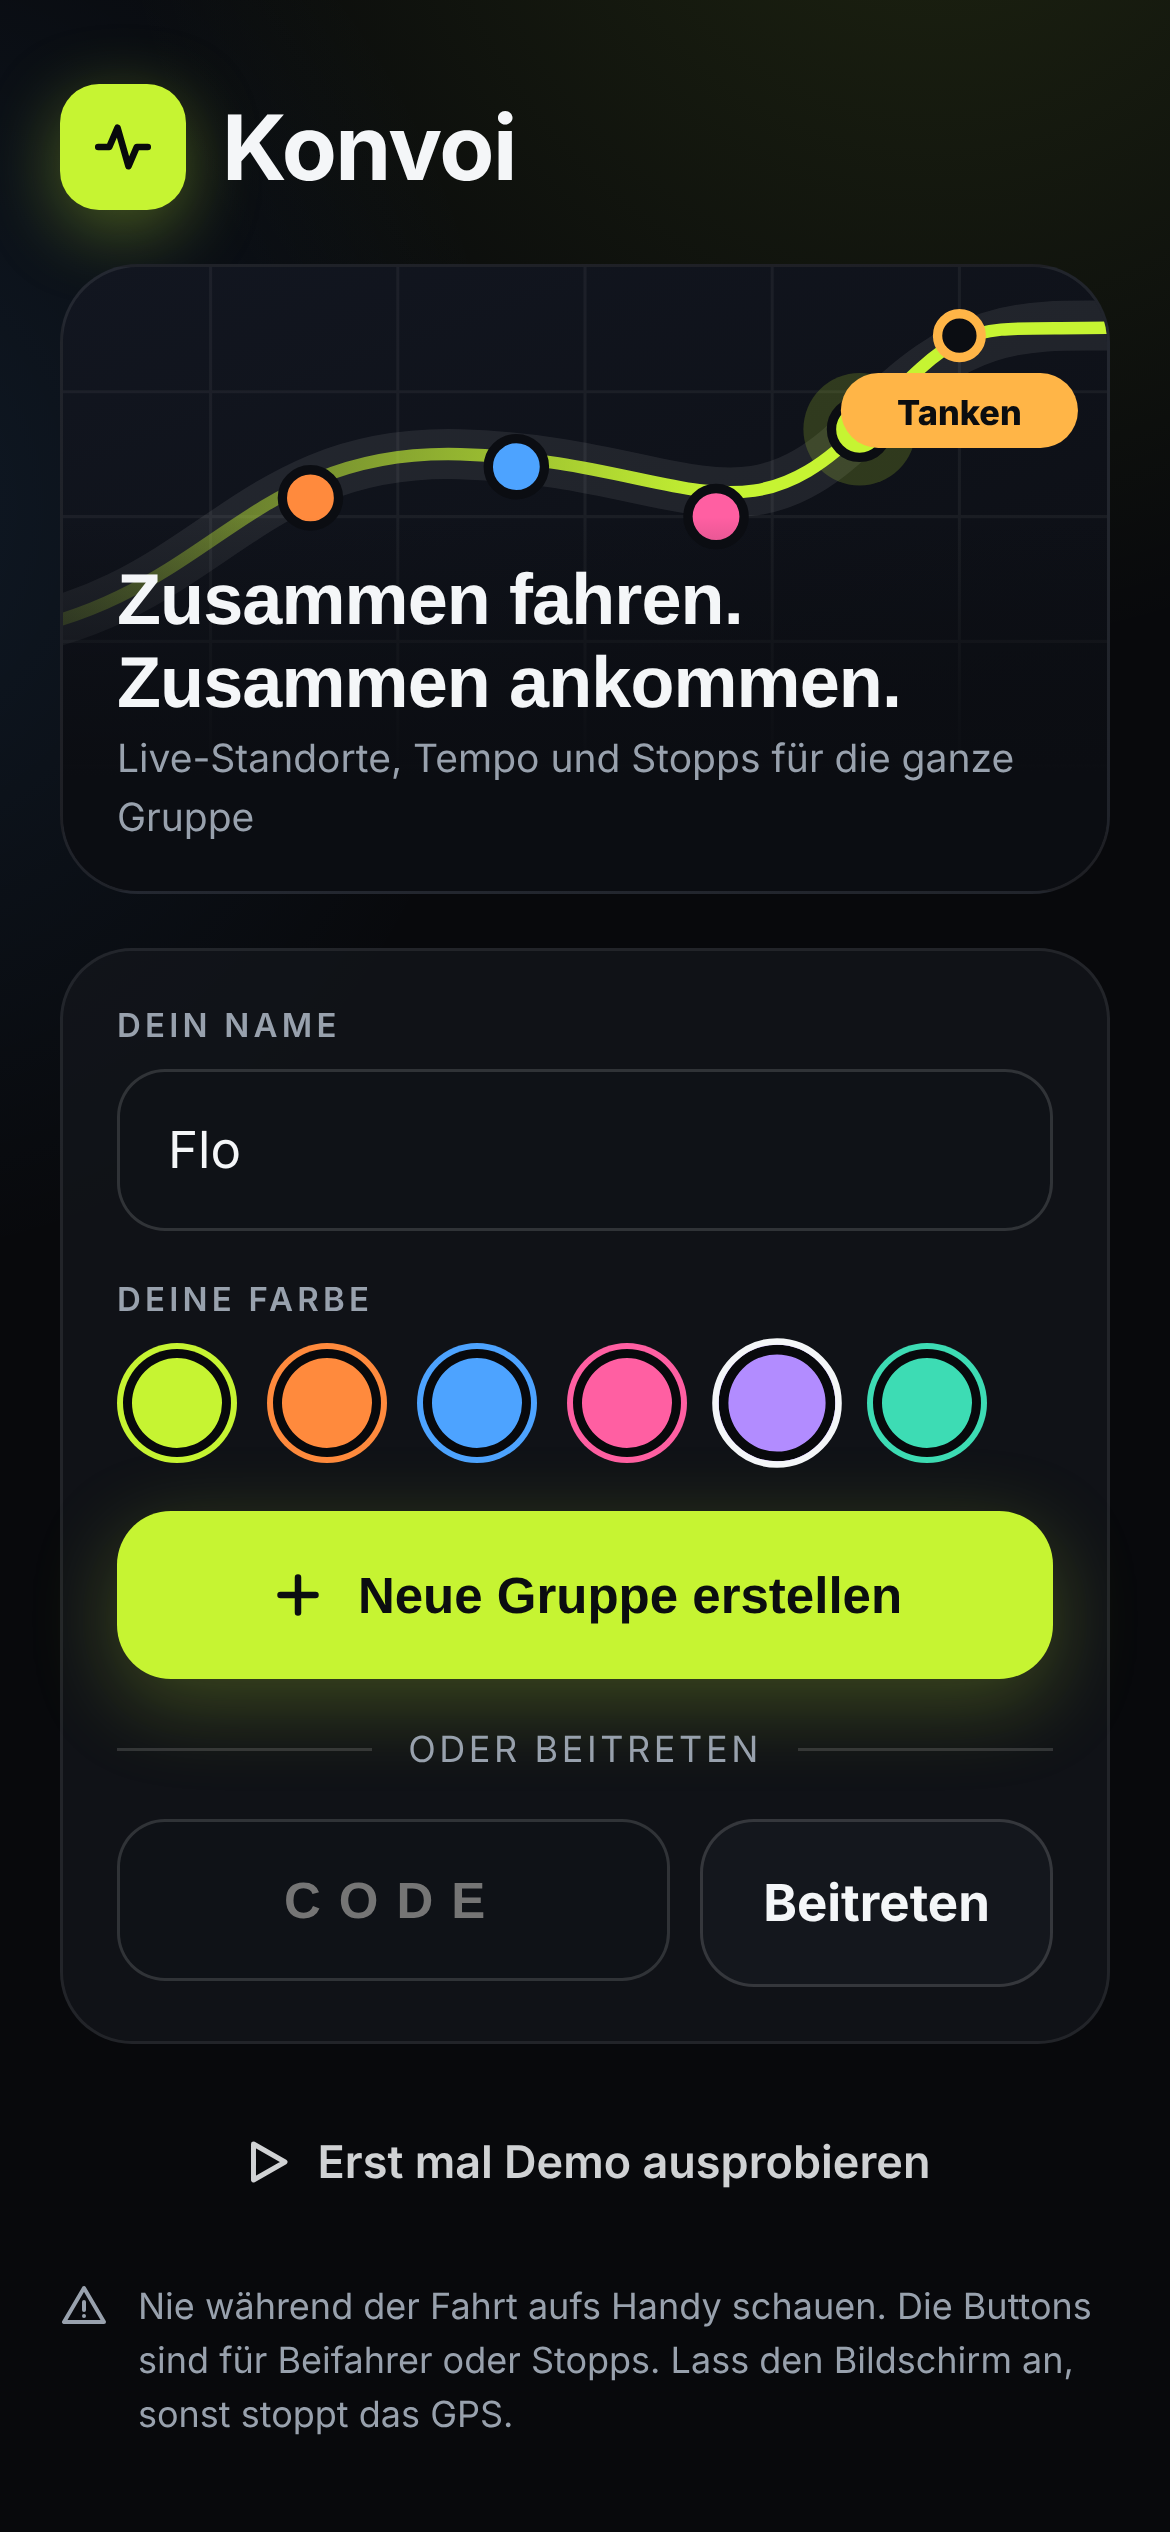 Konvoi
Tanken
Zusammen fahren.
Zusammen ankommen.
Live-Standorte, Tempo und Stopps für die ganze
Gruppe
DEIN NAME
Flo
DEINE FARBE
Neue Gruppe erstellen
ODER BEITRETEN
CODE
Beitreten
Erst mal Demo ausprobieren
Nie während der Fahrt aufs Handy schauen. Die Buttons
sind für Beifahrer oder Stopps. Lass den Bildschirm an,
sonst stoppt das GPS.